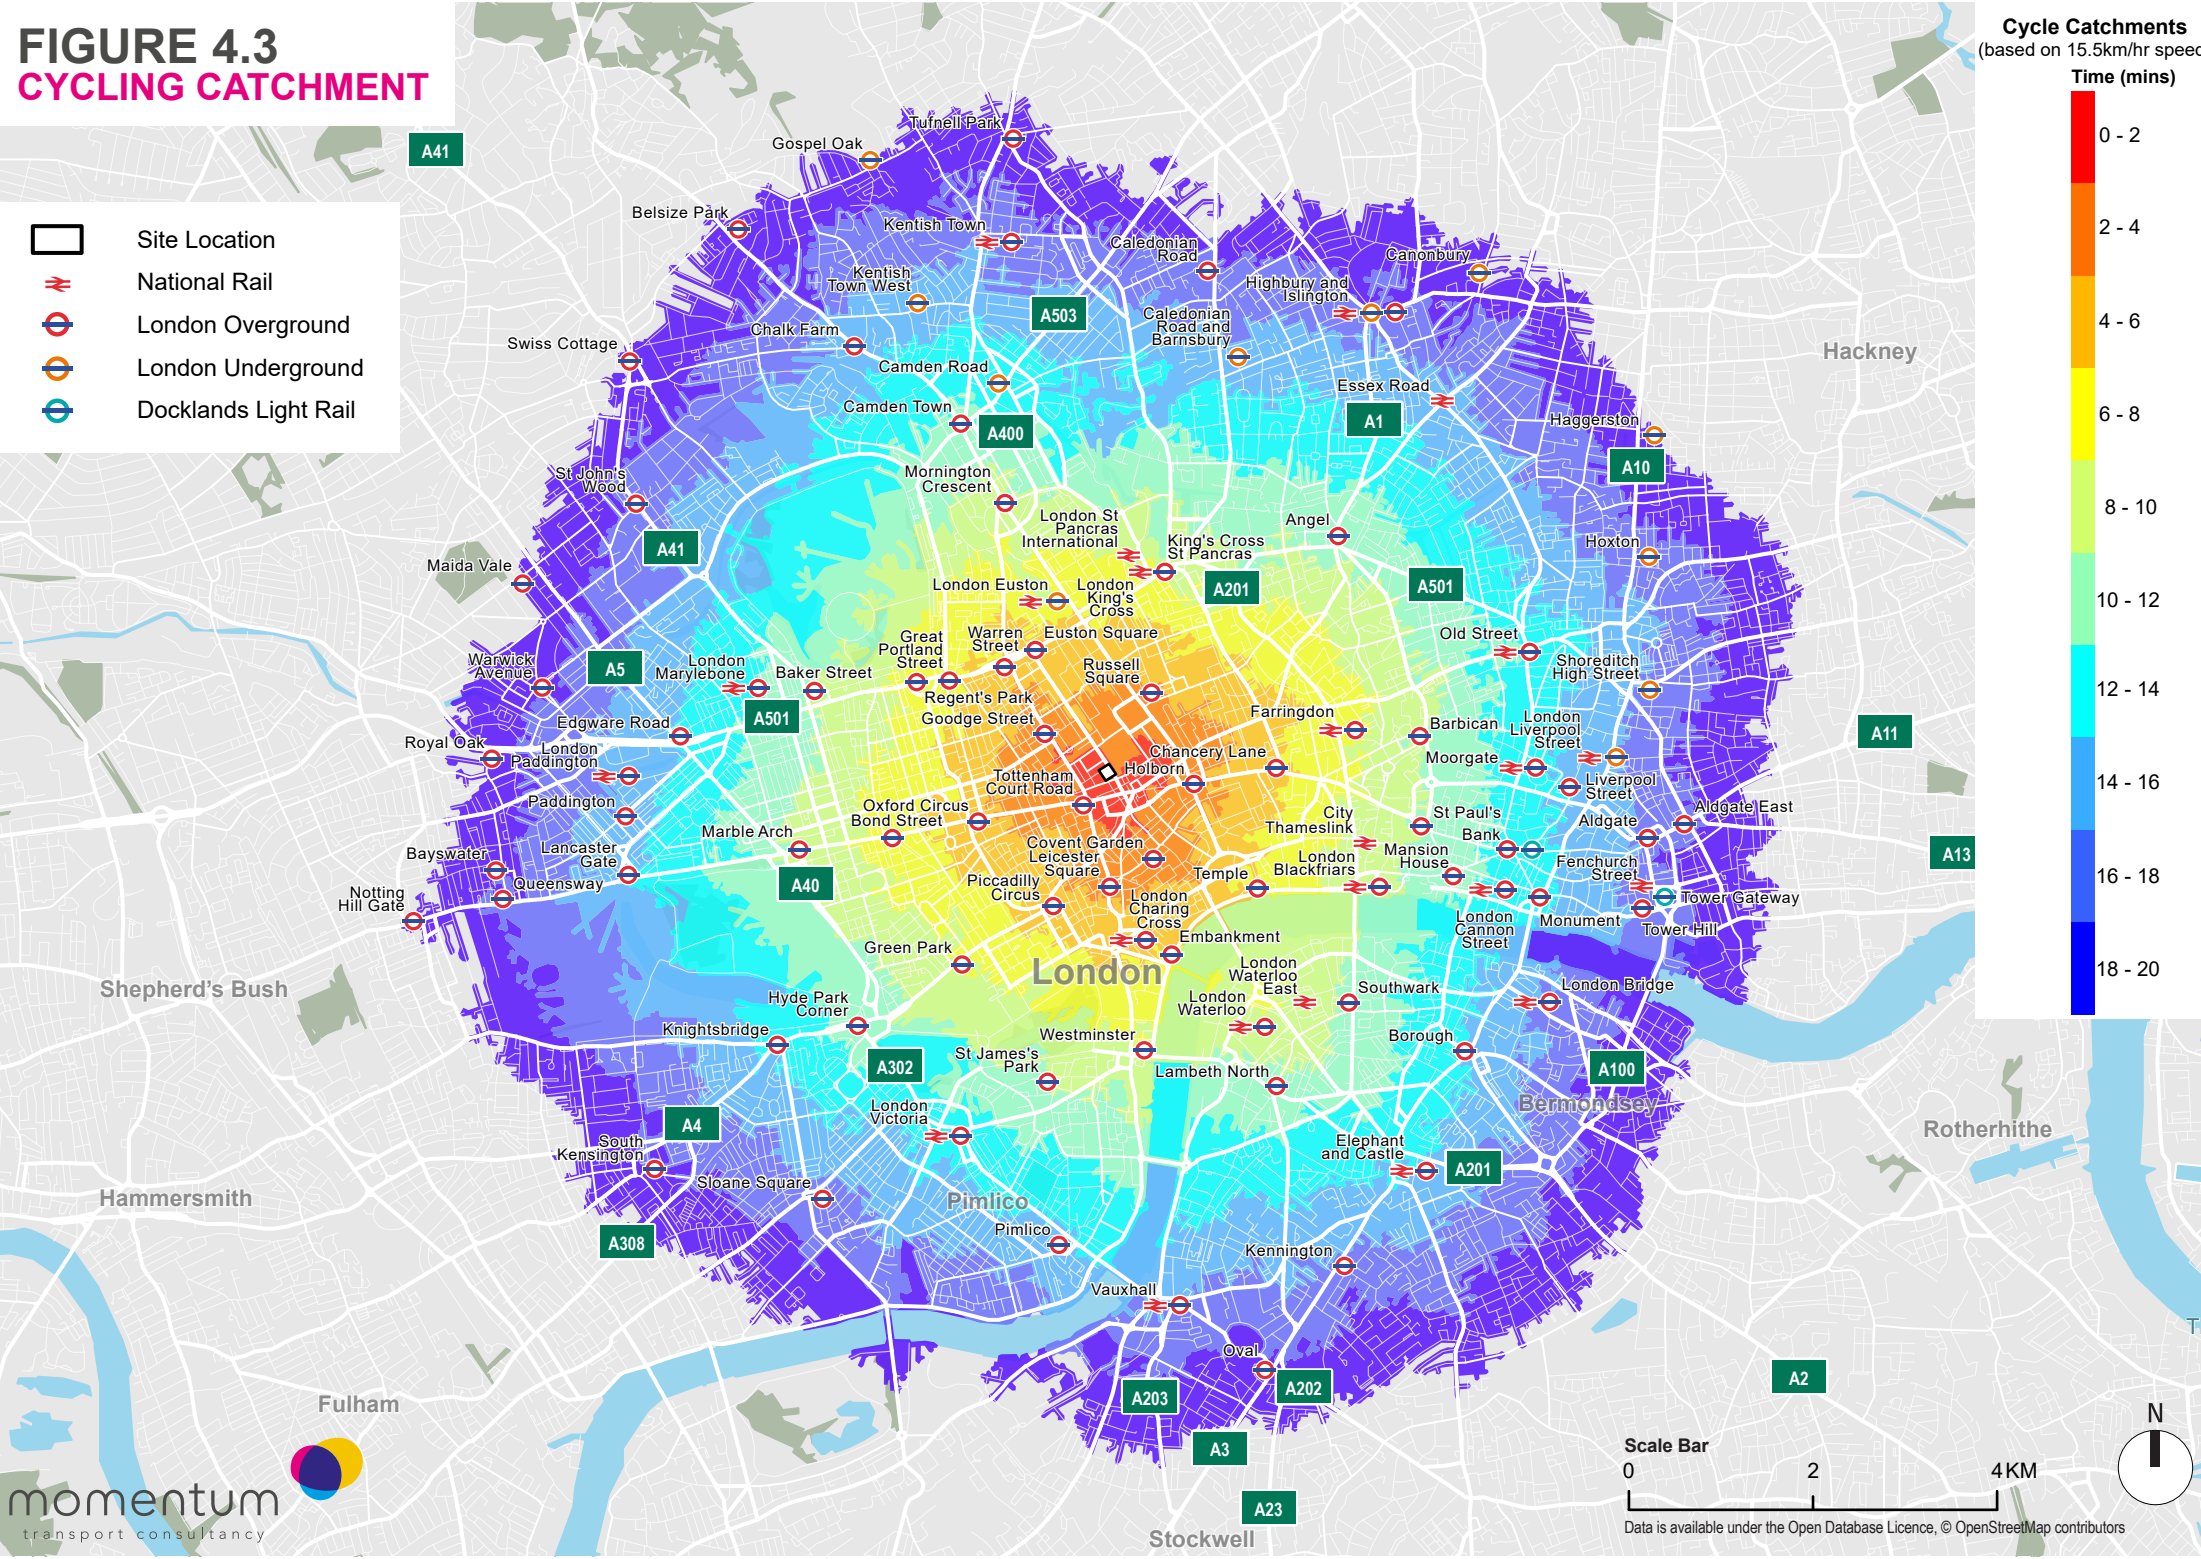 FIGURE 4.3
CYCLING CATCHMENT
Site Location
National Rail
London Overground
London Underground
Docklands Light Rail
Cycle Catchments
(based on 15.5km/hr speed
Time (mins)
0 - 2
2 - 4
4 - 6
6 - 8
8 - 10
10 - 12
12 - 14
14 - 16
16 - 18
18 - 20
A41
Tufnell Park
Gospel Oak
Belsize Park
Kentish Town
Caledonian
Road
Canonbury
Kentish
Town West
Highbury and
Islington
A503
Caledonian
Road and
Barnsbury
Chalk Farm
Swiss Cottage
Hackney
Camden Road
Essex Road
Camden Town
A400
A1
Haggerston
A10
St John's
Wood
Mornington
Crescent
London St
Pancras
International
Angel
King's Cross
St Pancras
Hoxton
A41
Maida Vale
London Euston
London
King's
Cross
A201
A501
Great
Portland
Street
Warren
Street
Euston Square
Old Street
Warwick
Avenue
A5
London
Marylebone
Baker Street
Russell
Square
Shoreditch
High Street
Regent's Park
A501
Goodge Street
Edgware Road
Farringdon
Barbican
London
Liverpool
Street
A11
Royal Oak
London
Paddington
Chancery Lane
Holborn
Moorgate
Tottenham
Court Road
Liverpool
Street
Paddington
Oxford Circus
Bond Street
City
Thameslink
St Paul's
Aldgate East
Aldgate
Marble Arch
Bank
Bayswater
Lancaster
Gate
Covent Garden
Leicester
Square
London
Blackfriars
Mansion
House
Fenchurch
Street
A13
Queensway
A40
Piccadilly
Circus
Temple
Notting
Hill Gate
London
Charing
Cross
Tower Gateway
Monument
London
Cannon
Street
Tower Hill
Embankment
Green Park
London
London
Waterloo
East
Shepherd's Bush
Hyde Park
Corner
London
Waterloo
Southwark
London Bridge
Knightsbridge
Westminster
Borough
A302
St James's
Park
Lambeth North
A100
Bermondsey
London
Victoria
A4
Rotherhithe
South
Kensington
Elephant
and Castle
A201
Sloane Square
Hammersmith
Pimlico
Pimlico
A308
Kennington
Vauxhall
T
Oval
A203
A202
A2
Fulham
A3
A23
Stockwell
momentum
transport consultancy
N
Scale Bar
0 2 4KM
Data is available under the Open Database Licence, © OpenStreetMap contributors